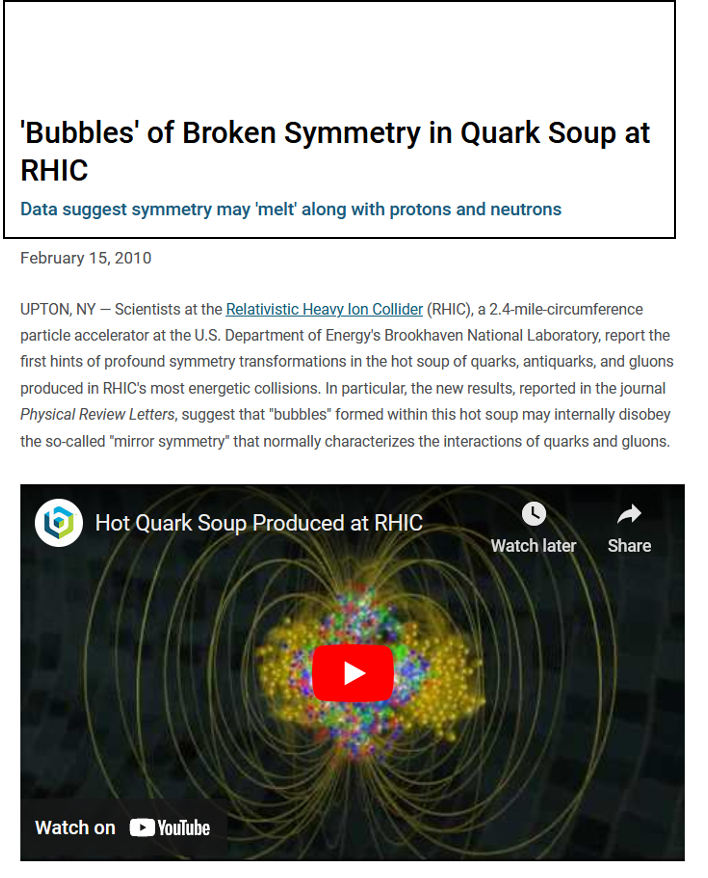 'Bubbles' of Broken Symmetry in Quark Soup at
RHIC
Data suggest symmetry may 'melt' along with protons and neutrons
February 15, 2010
UPTON, NY — Scientists at the Relativistic Heavy Ion Collider (RHIC), a 2.4-mile-circumference
particle accelerator at the U.S. Department of Energy's Brookhaven National Laboratory, report the
first hints of profound symmetry transformations in the hot soup of quarks, antiquarks, and gluons
produced in RHIC's most energetic collisions. In particular, the new results, reported in the journal
Physical Review Letters, suggest that "bubbles" formed within this hot soup may internally disobey
the so-called "mirror symmetry" that normally characterizes the interactions of quarks and gluons.
Hot Quark Soup Produced at RHIC
Watch later
Share
Watch on YouTube